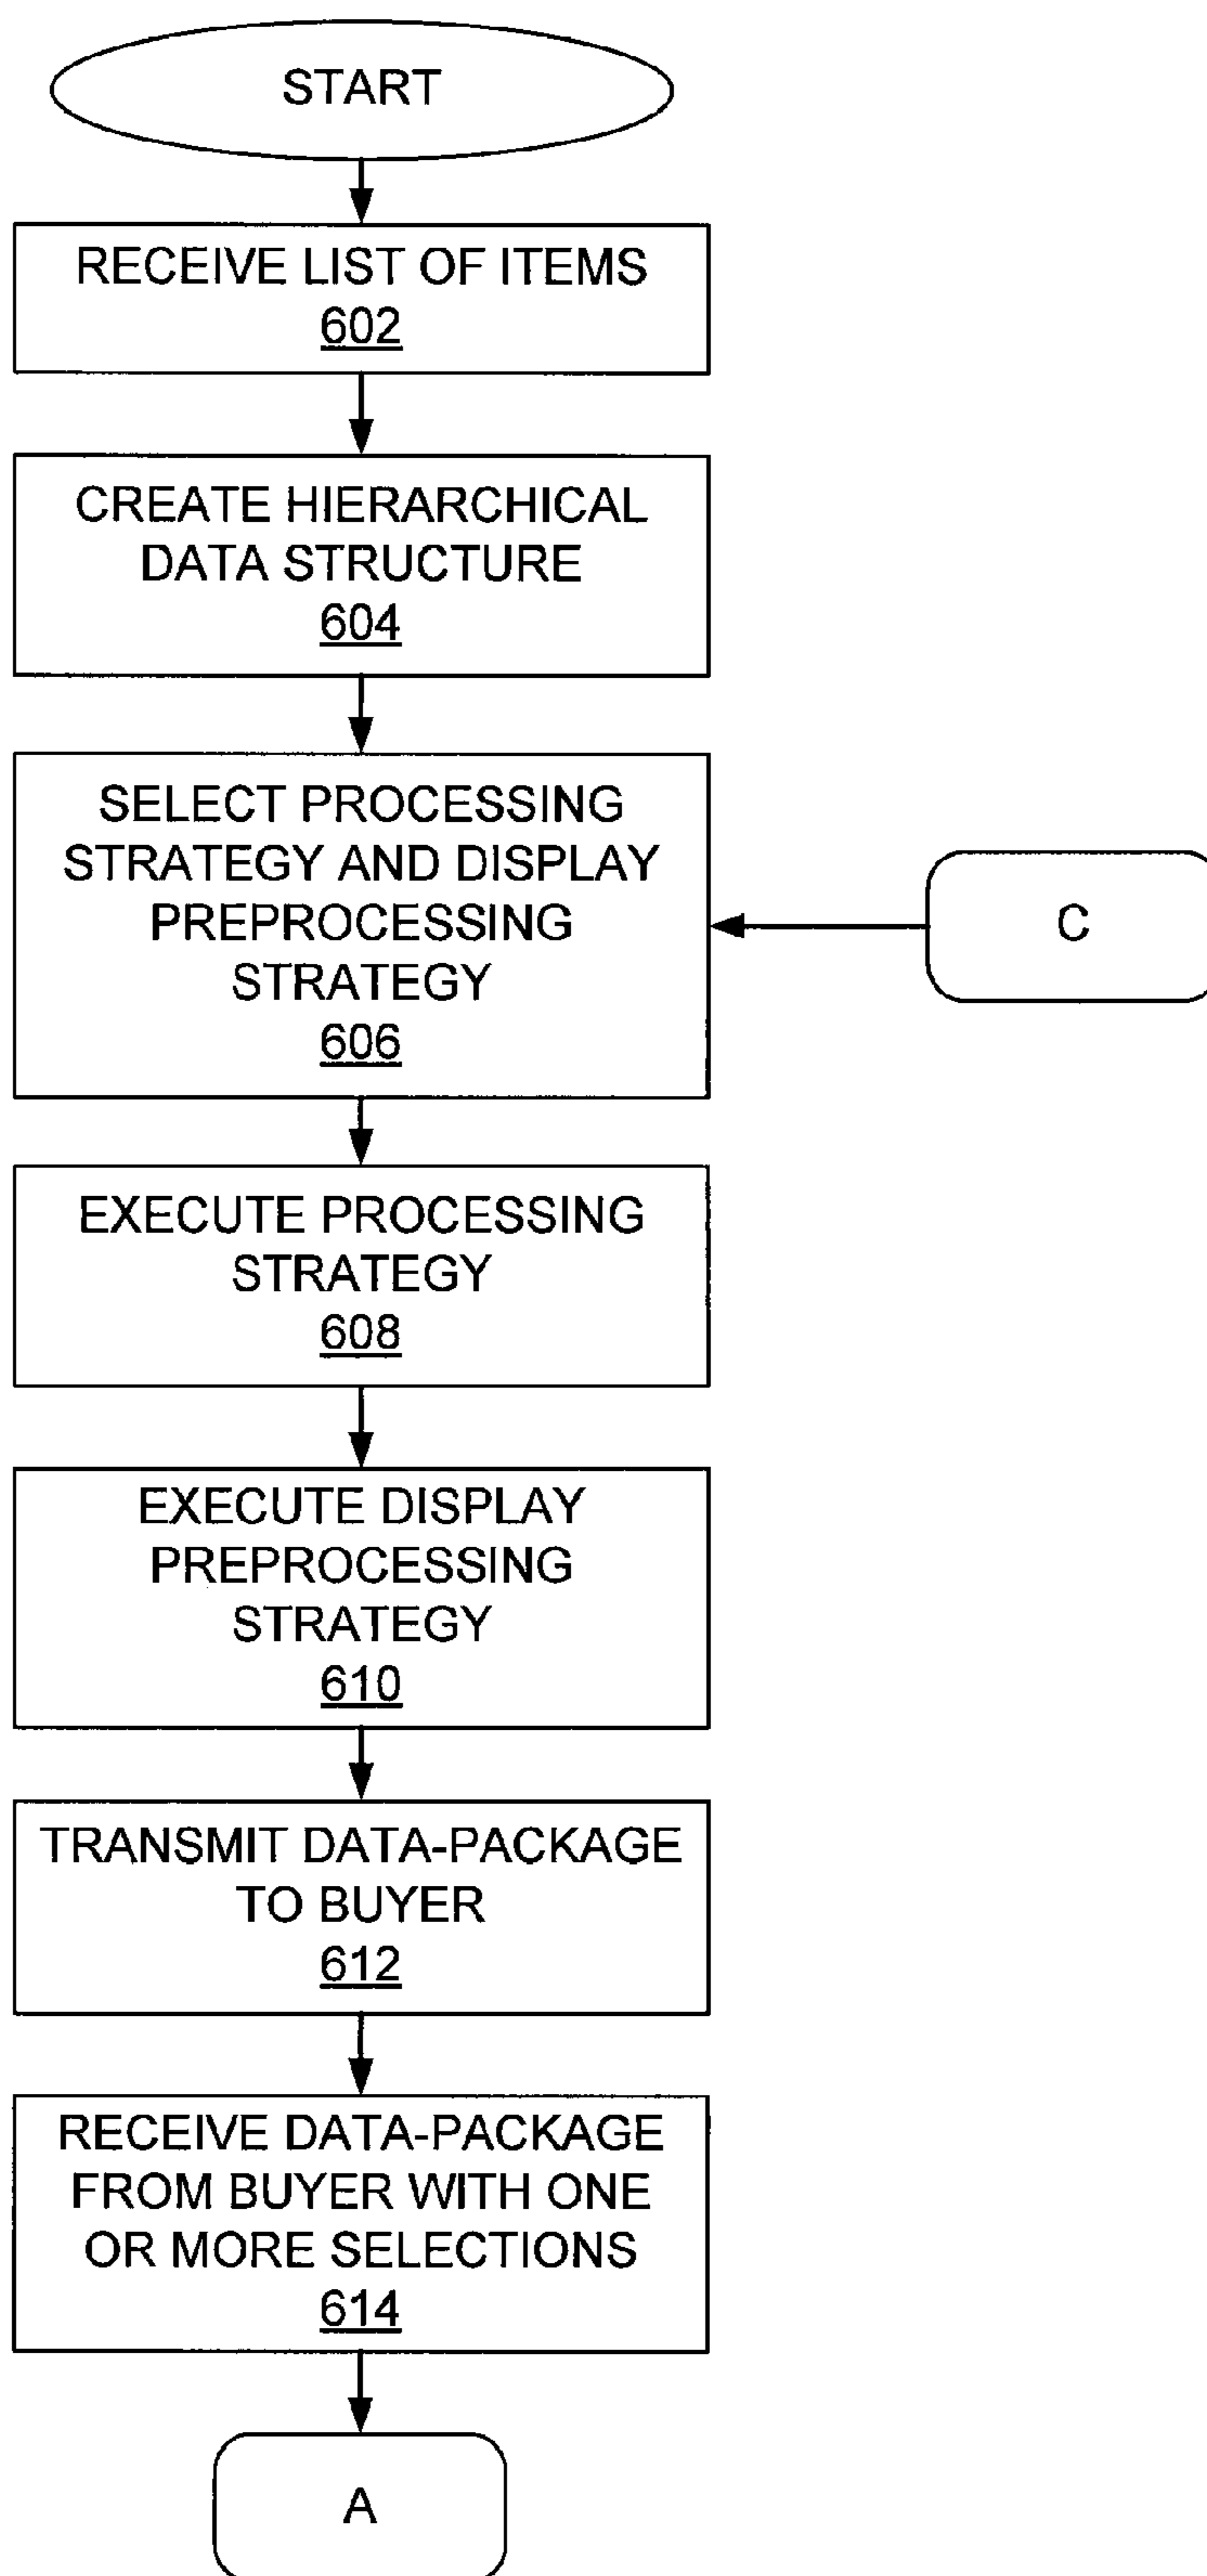 START
RECEIVE LIST OF ITEMS
602
CREATE HIERARCHICAL
DATA STRUCTURE
604
SELECT PROCESSING
STRATEGY AND DISPLAY
PREPROCESSING
STRATEGY
606
C
EXECUTE PROCESSING
STRATEGY
608
EXECUTE DISPLAY
PREPROCESSING
STRATEGY
610
TRANSMIT DATA-PACKAGE
TO BUYER
612
RECEIVE DATA-PACKAGE
FROM BUYER WITH ONE
OR MORE SELECTIONS
614
A